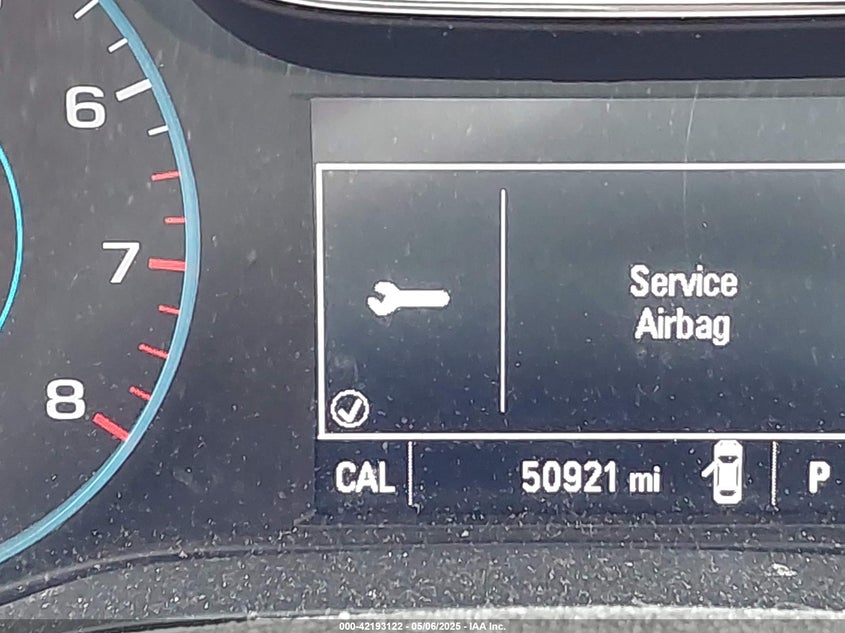 6
7
8
Service
Airbag
CAL
50921 mi
P
000-42193122 - 05/06/2025 - IAA Inc.